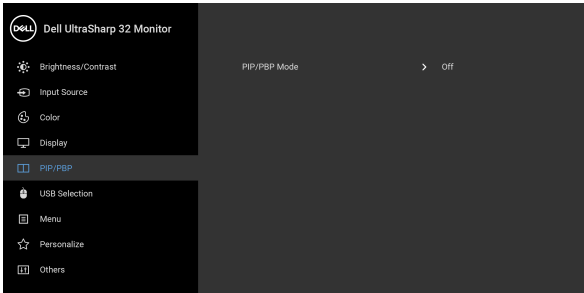 DELL
Dell UltraSharp 32 Monitor
Brightness/Contrast
Input Source
Color
Display
PIP/PBP
USB Selection
Menu
Personalize
Others
PIP/PBP Mode
Off